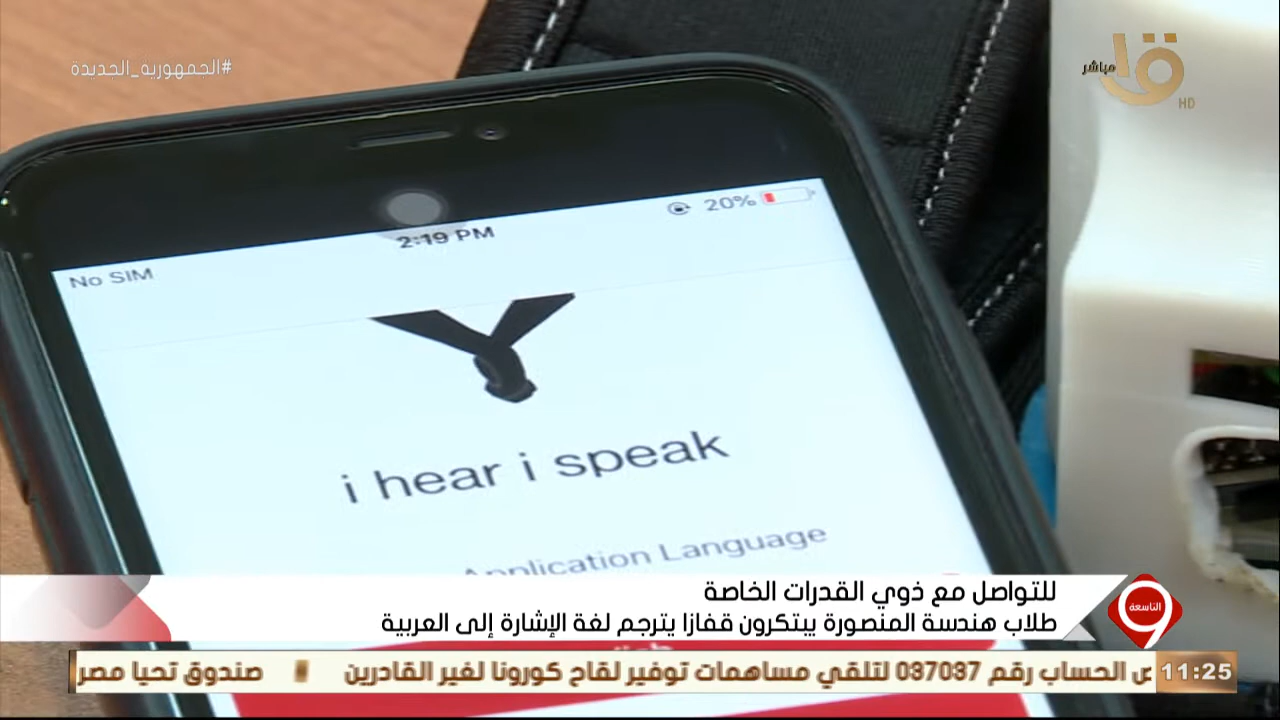 #الجمهورية_الجديدة
مباشر
HD
No SIM
2:19 PM
20%
i hear i speak
Application Language
للتواصل مع ذوي القدرات الخاصة
طلاب هندسة المنصورة يبتكرون قفازا يترجم لغة الإشارة إلى العربية
التاسعة
9
الحساب رقم 037037 لتلقي مساهمات توفير لقاح كورونا لغير القادرين صندوق تحيا مصر
11:25